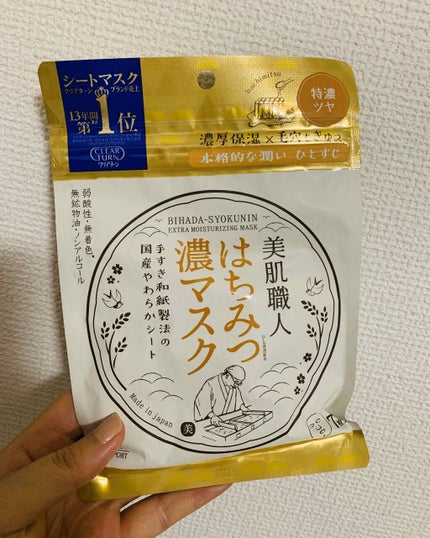 シートマスク
クリアターン ブランド売上
13年間 第1位
CLEAR TURN
クリアターン
hachimitsu
特濃
ツヤ
濃厚保湿×毛穴ときゅっ
本格的な潤い ひとすじ
弱酸性・無着色
無鉱物油・ノンアルコール
BIHADA-SYOKUNIN
EXTRA MOISTURIZING MASK
美肌職人
はちみつ
濃マスク
手すき和紙製法の
国産やわらかシート
Made in Japan
美